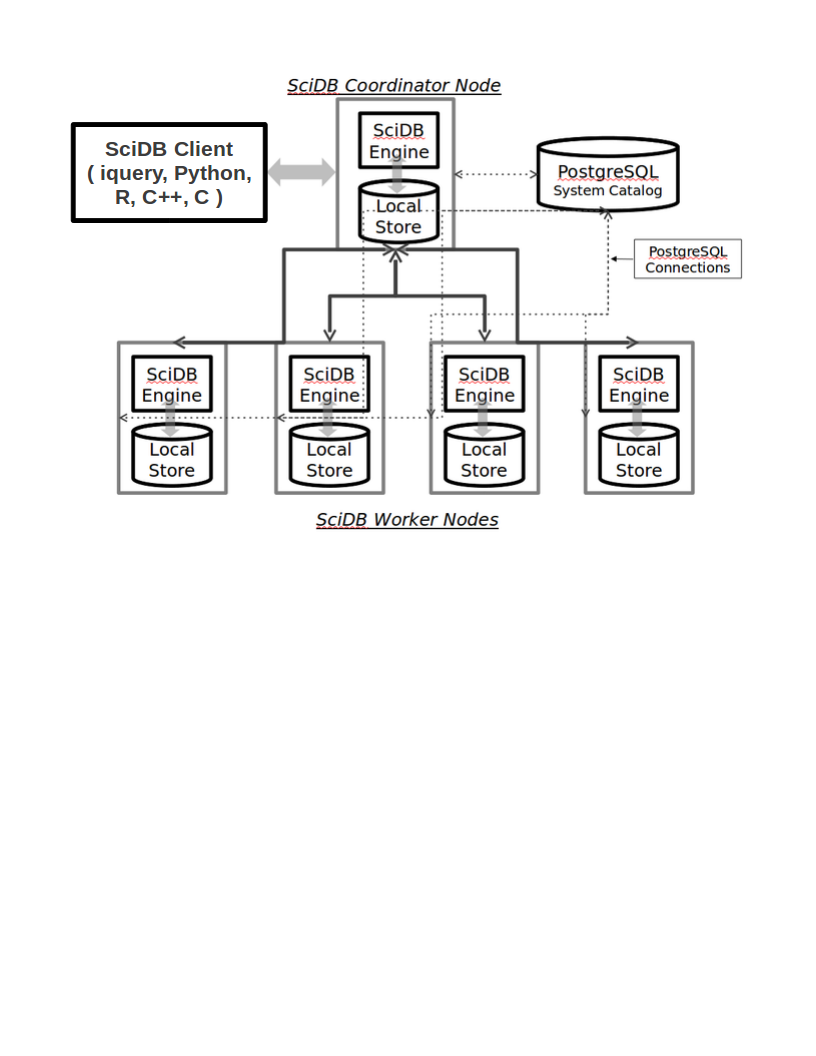 SciDB Coordinator Node
SciDB Client
( iquery, Python,
R, C++, C )
SciDB
Engine
Local
Store
PostgreSQL
System Catalog
PostgreSQL
Connections
SciDB
Engine
Local
Store
SciDB
Engine
Local
Store
SciDB
Engine
Local
Store
SciDB
Engine
Local
Store
SciDB Worker Nodes